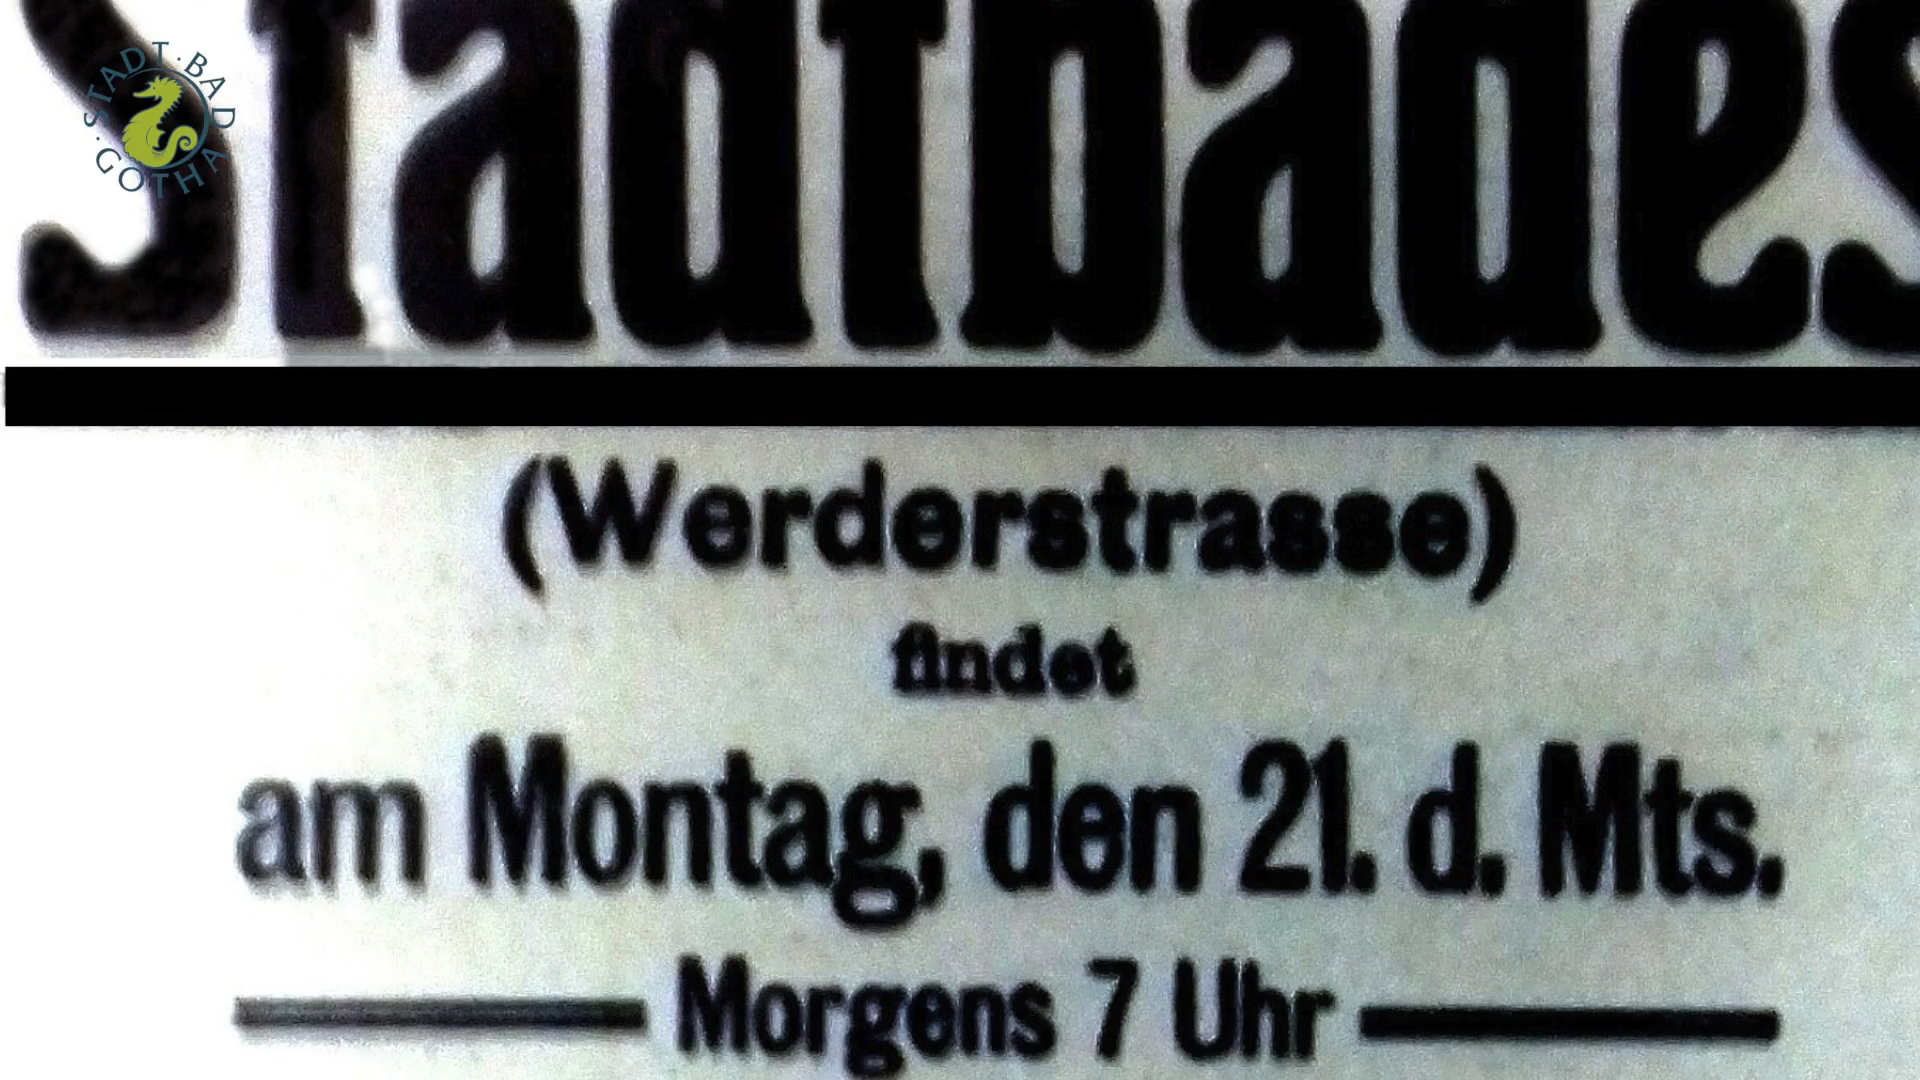 STADT·BAD·GOTHA·
Stadtbades
(Werderstrasse)
findet
am Montag, den 21. d. Mts.
Morgens 7 Uhr